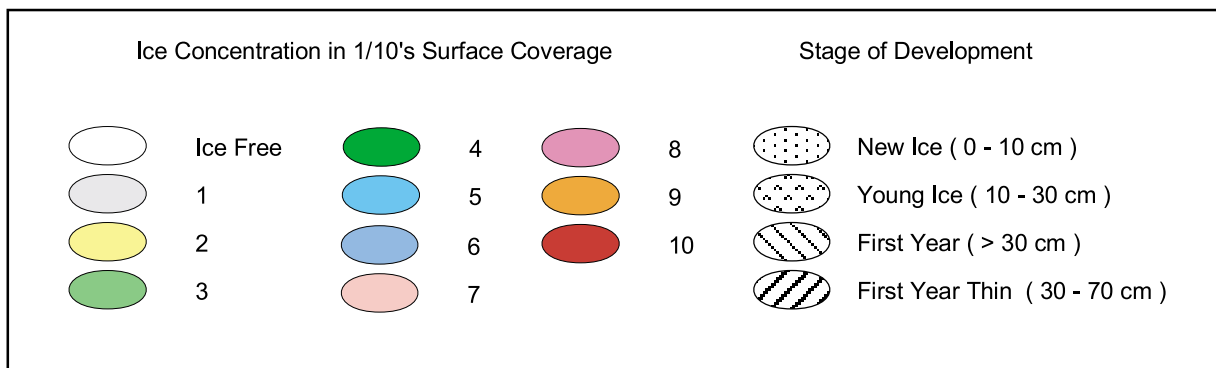 Ice Concentration in 1/10's Surface Coverage
Stage of Development
Ice Free
1
2
3
4
5
6
7
8
9
10
New Ice ( 0 - 10 cm )
Young Ice ( 10 - 30 cm )
First Year ( > 30 cm )
First Year Thin ( 30 - 70 cm )